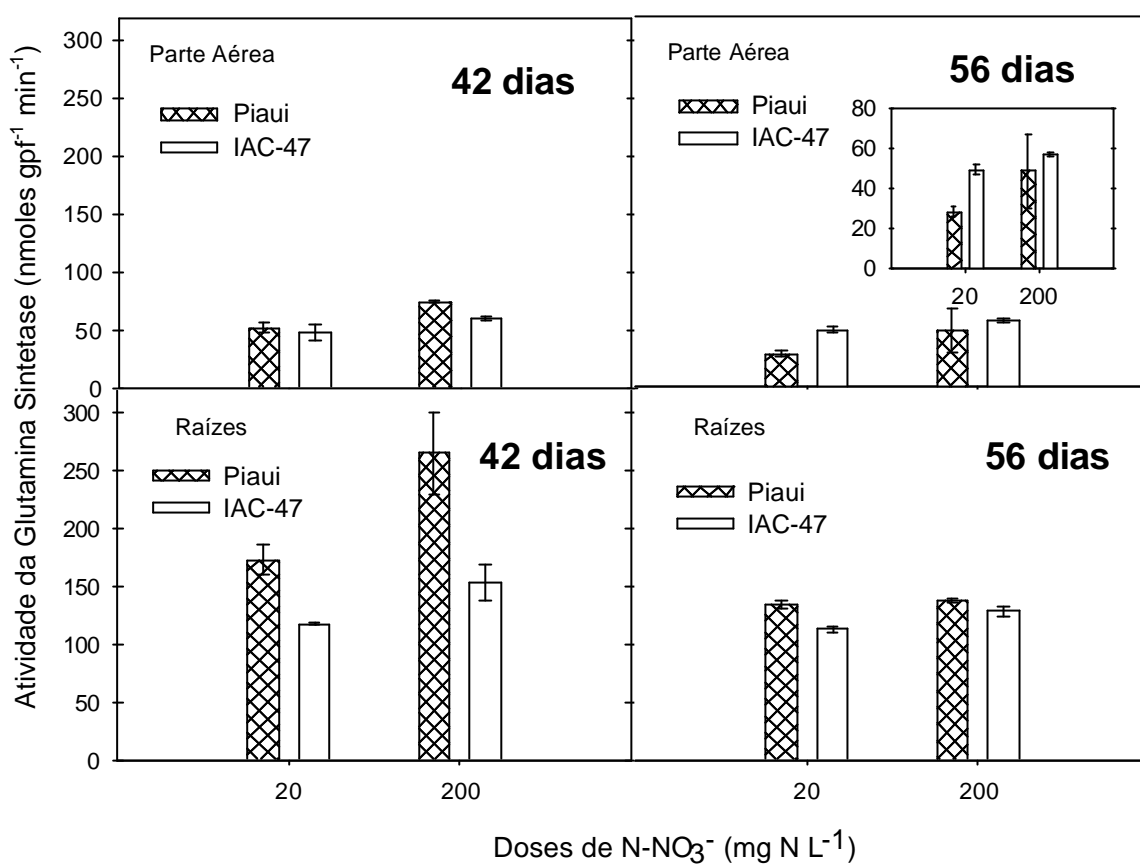 Atividade da Glutamina Sintetase (nmoles gpf-1 min-1)
300
250
200
150
100
50
0
Parte Aérea
42 dias
Piaui
IAC-47
Parte Aérea
56 dias
Piaui
IAC-47
80
60
40
20
0
20 200
300
250
200
150
100
50
0
Raízes
42 dias
Piaui
IAC-47
Raízes
56 dias
Piaui
IAC-47
20 200 20 200
Doses de N-NO3- (mg N L-1)